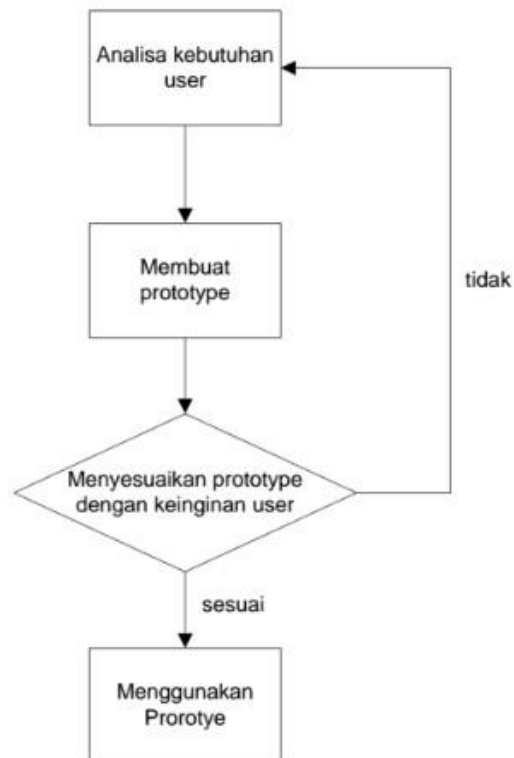 Analisa kebutuhan
user
Membuat
prototype
tidak
Menyesuaikan prototype
dengan keinginan user
sesuai
Menggunakan
Prorotye